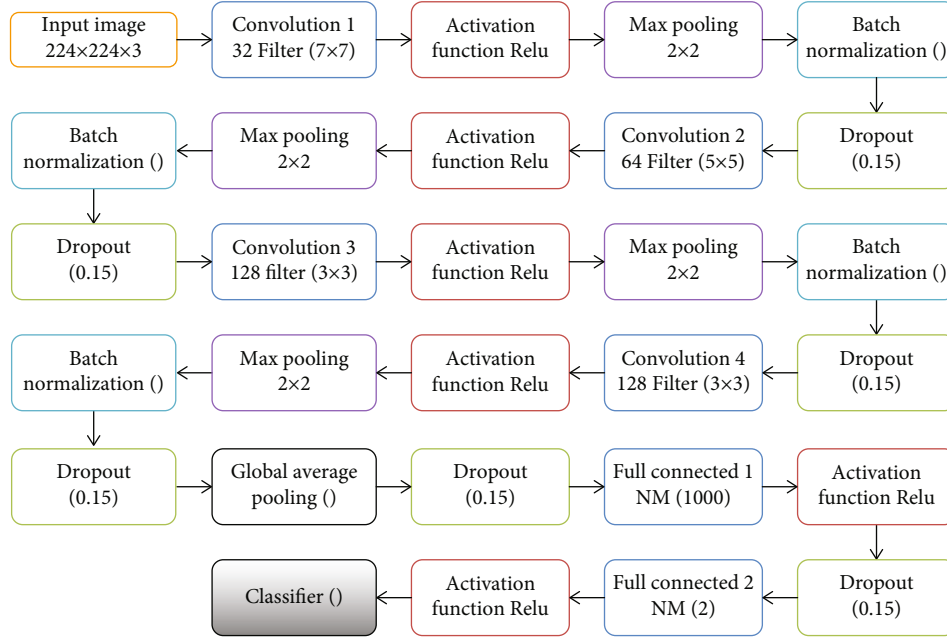 Input image
224×224×3
Convolution 1
32 Filter (7×7)
Activation
function Relu
Max pooling
2×2
Batch
normalization ()
Batch
normalization ()
Max pooling
2×2
Activation
function Relu
Convolution 2
64 Filter (5×5)
Dropout
(0.15)
Dropout
(0.15)
Convolution 3
128 filter (3×3)
Activation
function Relu
Max pooling
2×2
Batch
normalization ()
Batch
normalization ()
Max pooling
2×2
Activation
function Relu
Convolution 4
128 Filter (3×3)
Dropout
(0.15)
Dropout
(0.15)
Global average
pooling ()
Dropout
(0.15)
Full connected 1
NM (1000)
Activation
function Relu
Classifier ()
Activation
function Relu
Full connected 2
NM (2)
Dropout
(0.15)